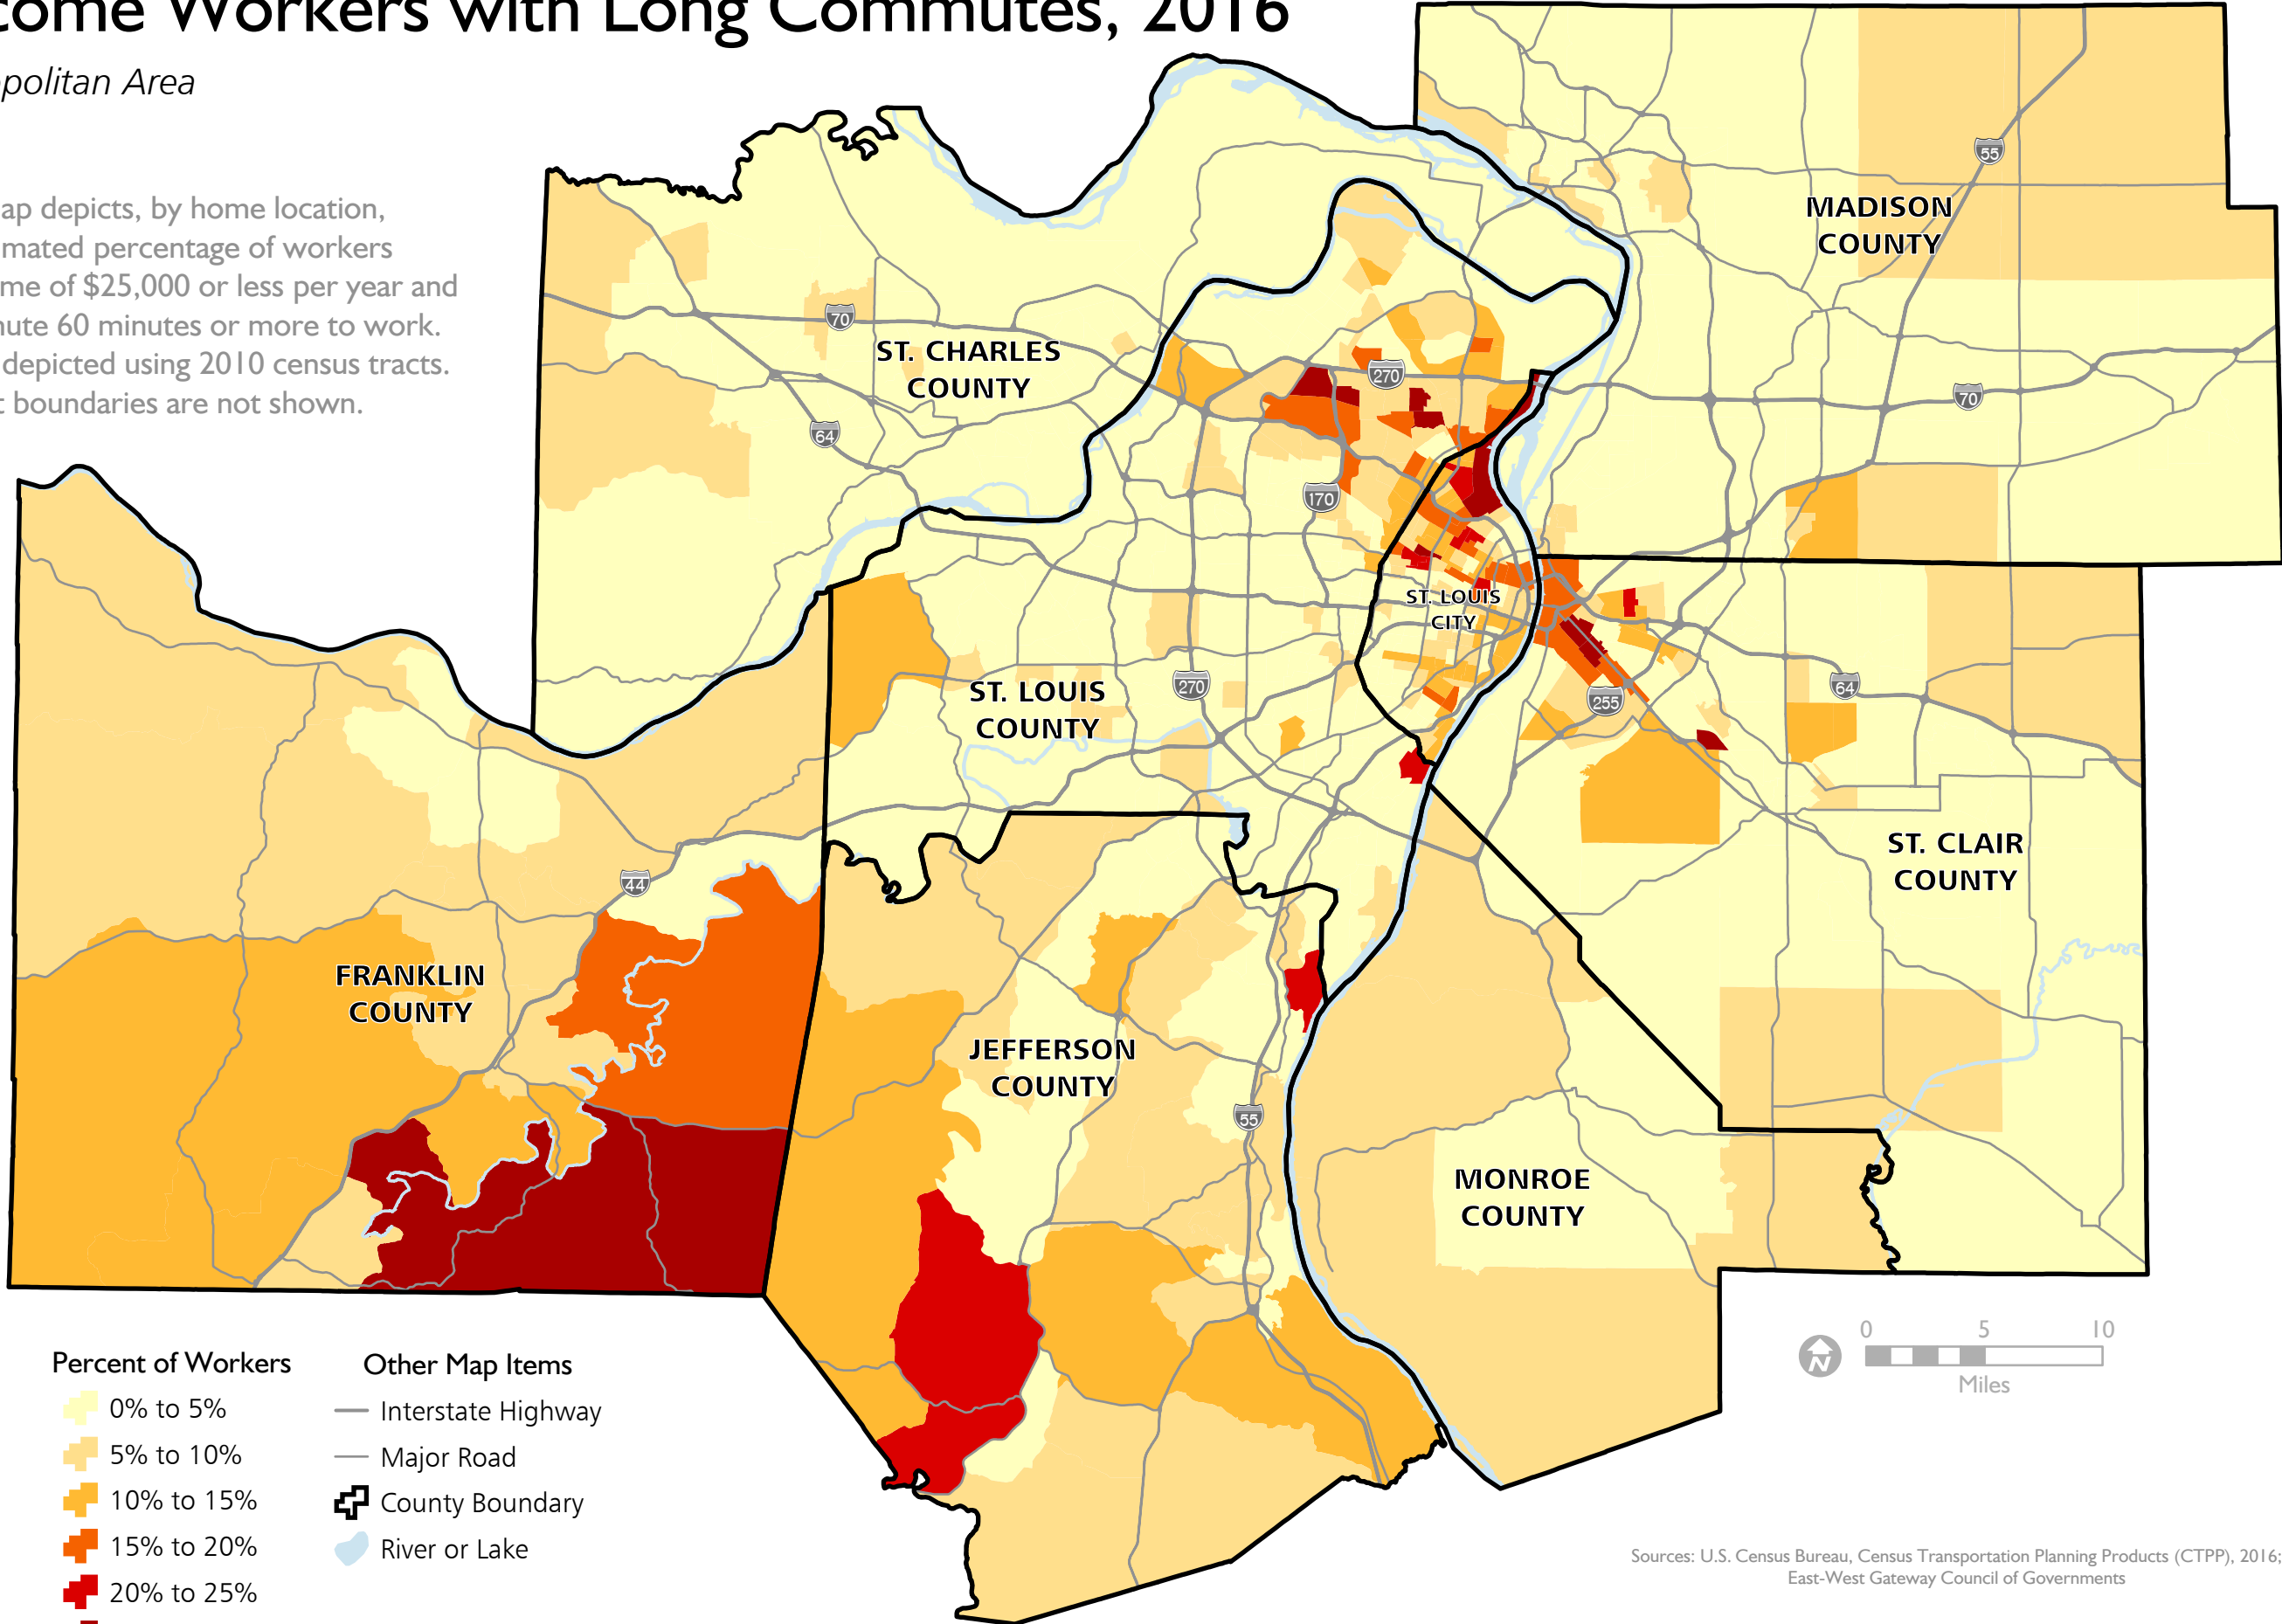 come Workers with Long Commutes, 2016
politan Area
ap depicts, by home location,
mated percentage of workers
me of $25,000 or less per year and
ute 60 minutes or more to work.
depicted using 2010 census tracts.
t boundaries are not shown.
55
MADISON
COUNTY
70
ST. CHARLES
COUNTY
270
70
64
170
ST. LOUIS
CITY
ST. LOUIS
COUNTY
270
255
64
ST. CLAIR
COUNTY
44
FRANKLIN
COUNTY
JEFFERSON
COUNTY
55
MONROE
COUNTY
Percent of Workers
0% to 5%
5% to 10%
10% to 15%
15% to 20%
20% to 25%
Other Map Items
Interstate Highway
Major Road
County Boundary
River or Lake
N
0 5 10
Miles
Sources: U.S. Census Bureau, Census Transportation Planning Products (CTPP), 2016;
East-West Gateway Council of Governments